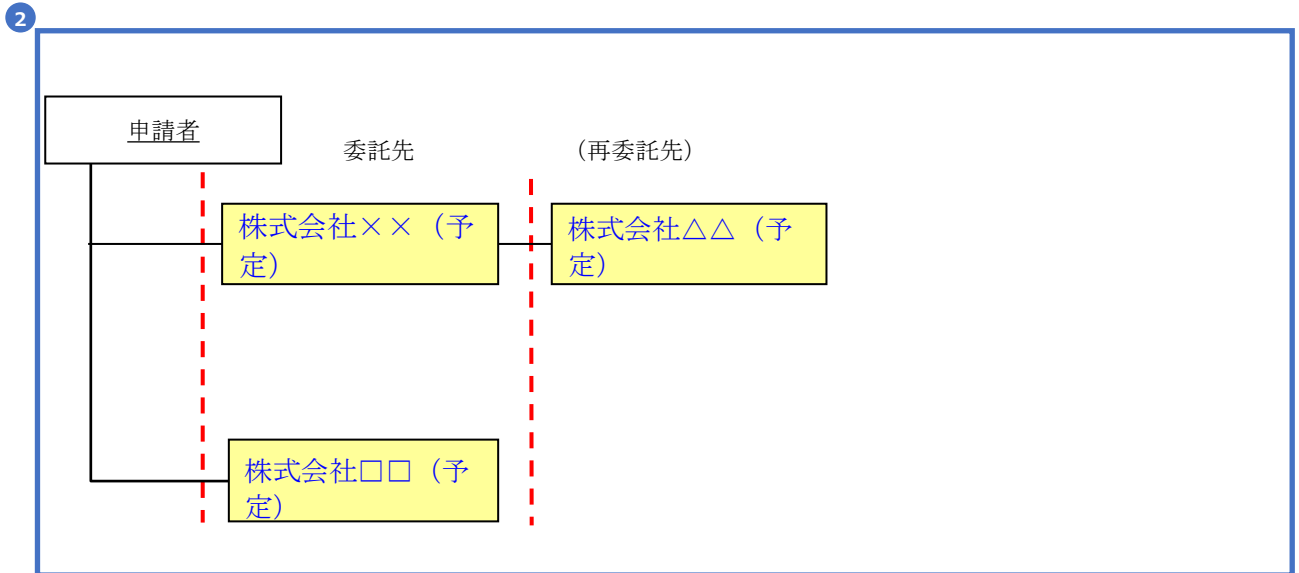 2
申請者
委託先
（再委託先）
株式会社××（予
定）
株式会社△△（予
定）
株式会社□□（予
定）